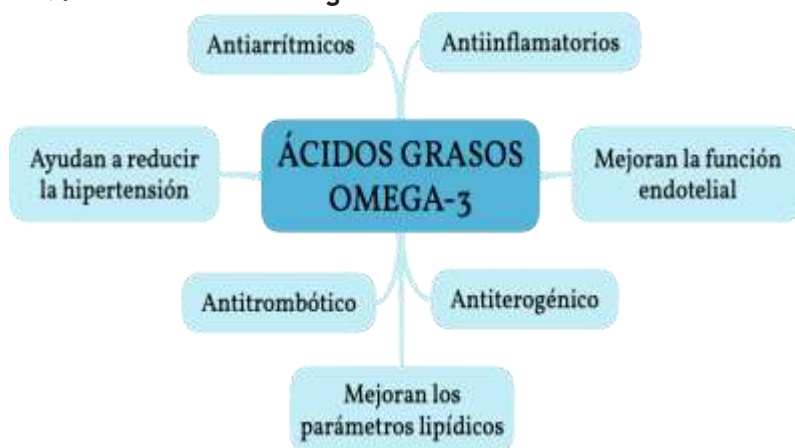 Antiarrítmicos
Antiinflamatorios
Ayudan a reducir
la hipertensión
ÁCIDOS GRASOS
OMEGA-3
Mejoran la función
endotelial
Antitrombótico
Antiterogénico
Mejoran los
parámetros lipídicos